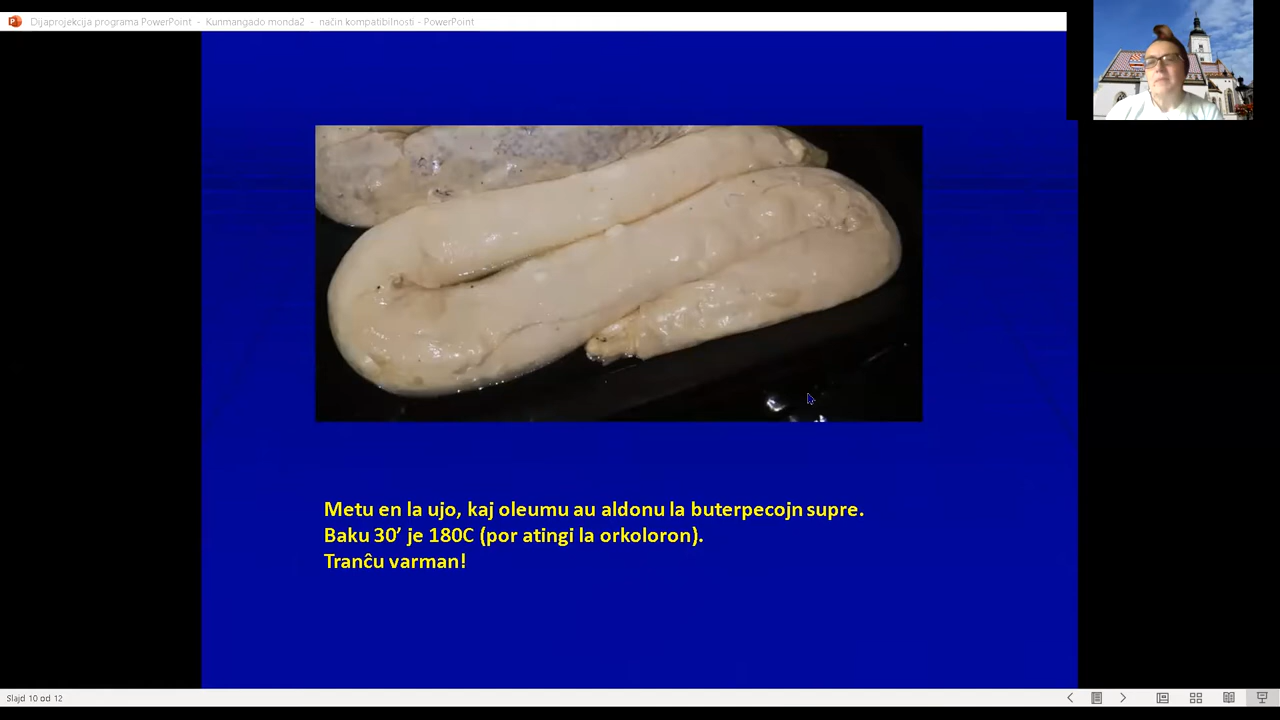 Dijaprojekcija programa PowerPoint - Kunmangado monda2 - način kompatibilnosti - PowerPoint
Metu en la ujo, kaj oleumu au aldonu la buterpecojn supre.
Baku 30’ je 180C (por atingi la orkoloron).
Tranĉu varman!
Slajd 10 od 12